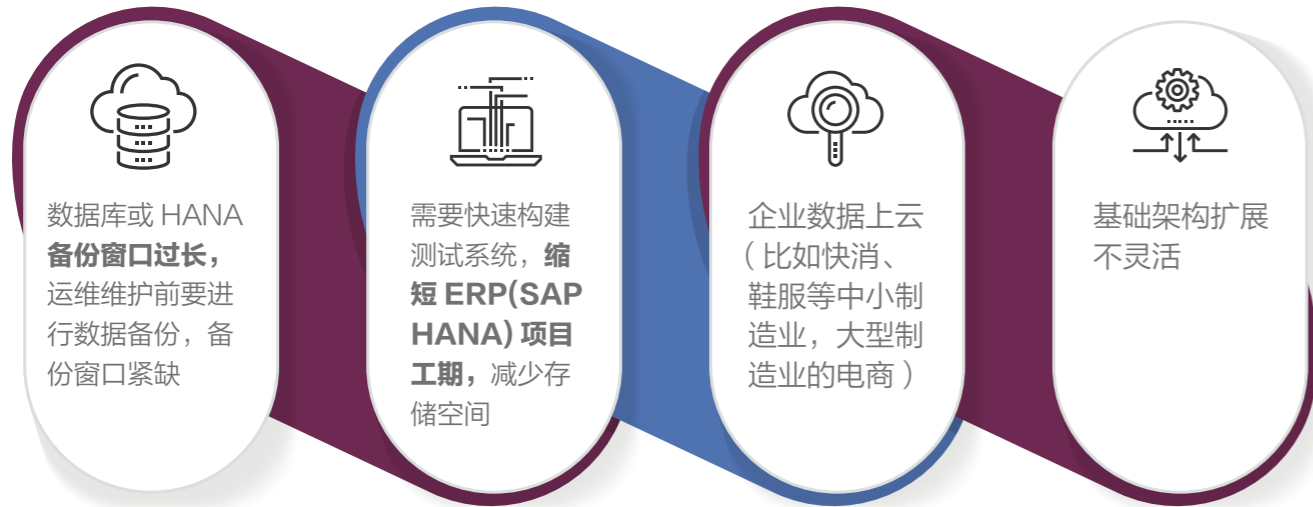 数据库或 HANA
备份窗口过长，
运维维护前要进
行数据备份，备
份窗口紧缺
需要快速构建
测试系统，缩
短 ERP(SAP
HANA) 项目
工期，减少存
储空间
企业数据上云
（比如快消、
鞋服等中小制
造业，大型制
造业的电商）
基础架构扩展
不灵活